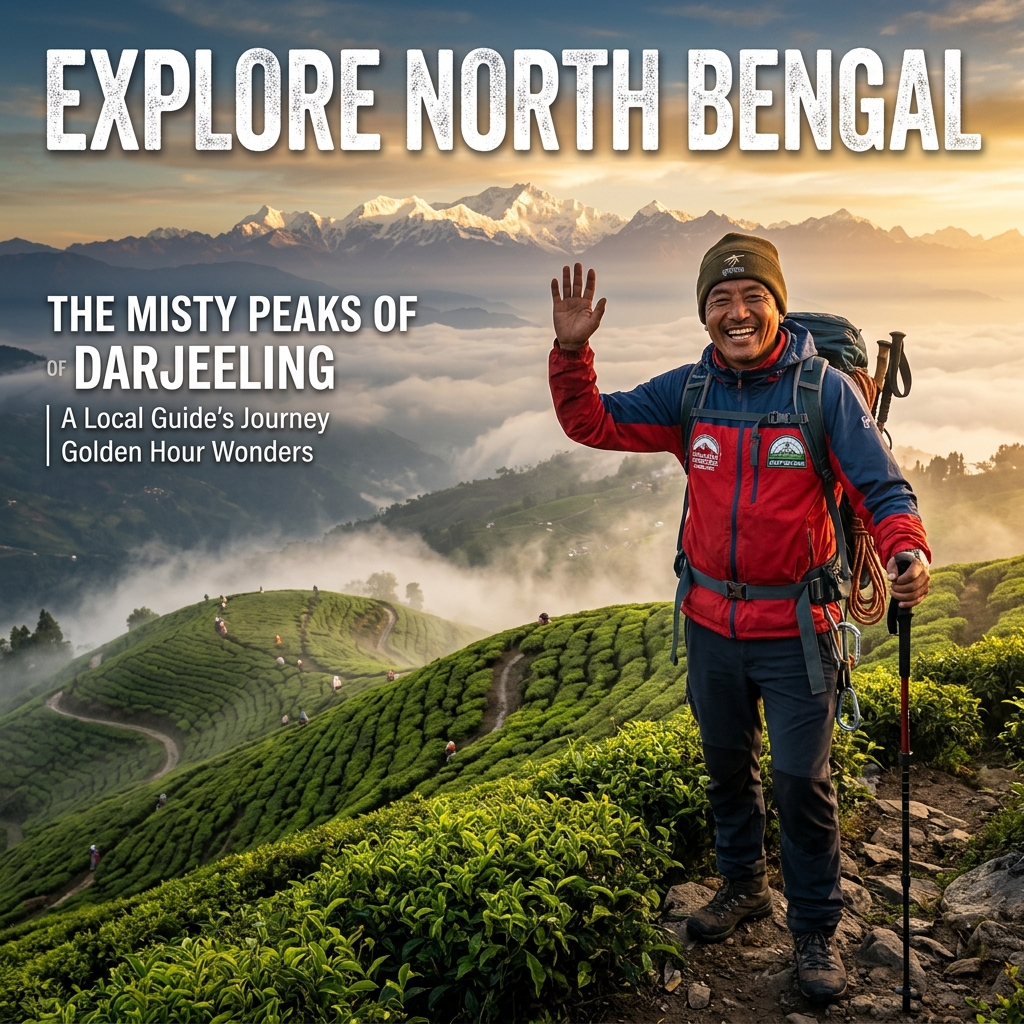 EXPLORE NORTH BENGAL
THE MISTY PEAKS OF
OF DARJEELING
A Local Guide's Journey
Golden Hour Wonders